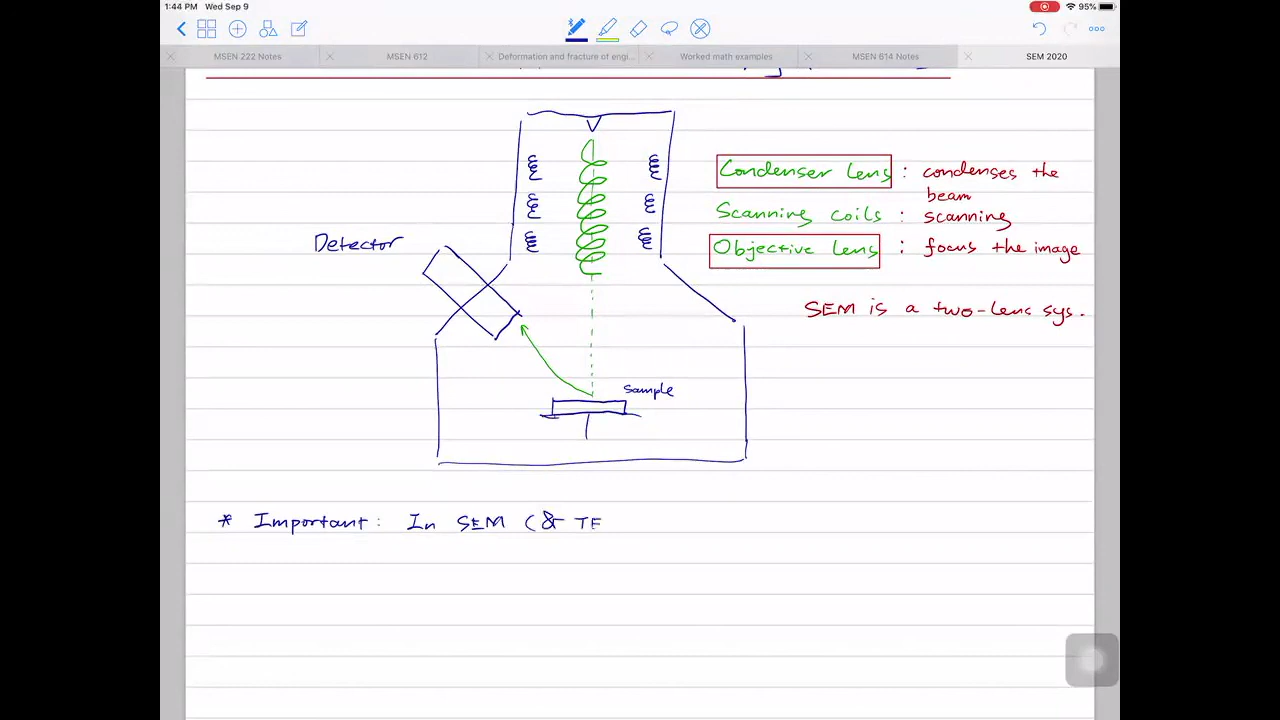 1:44 PM Wed Sep 9
95%
MSEN 222 Notes
MSEN 612
Deformation and fracture of engi...
Worked math examples
MSEN 614 Notes
SEM 2020
Condenser Lens : condenses the
beam
Scanning coils : scanning
Detector
Objective Lens : focus the image
SEM is a two-lens sys.
Sample
* Important: In SEM (& TE